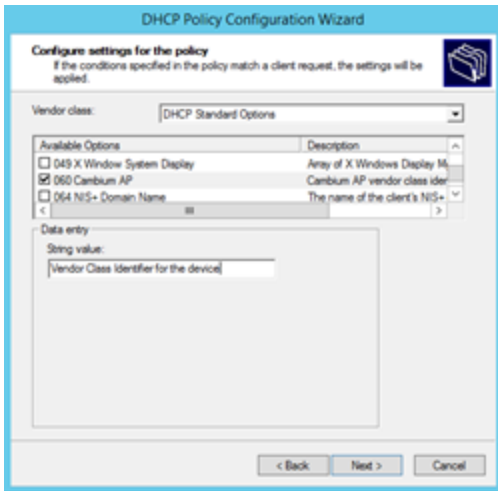 DHCP Policy Configuration Wizard
Configure settings for the policy
If the conditions specified in the policy match a client request, the settings will be
applied.
Vendor class: DHCP Standard Options
Available Options Description
049 X Window System Display Array of X Windows Display M
060 Cambium AP Cambium AP vendor class ider
064 NIS+ Domain Name The name of the client's NIS+
Data entry
String value:
Vendor Class Identifier for the device
< Back Next > Cancel